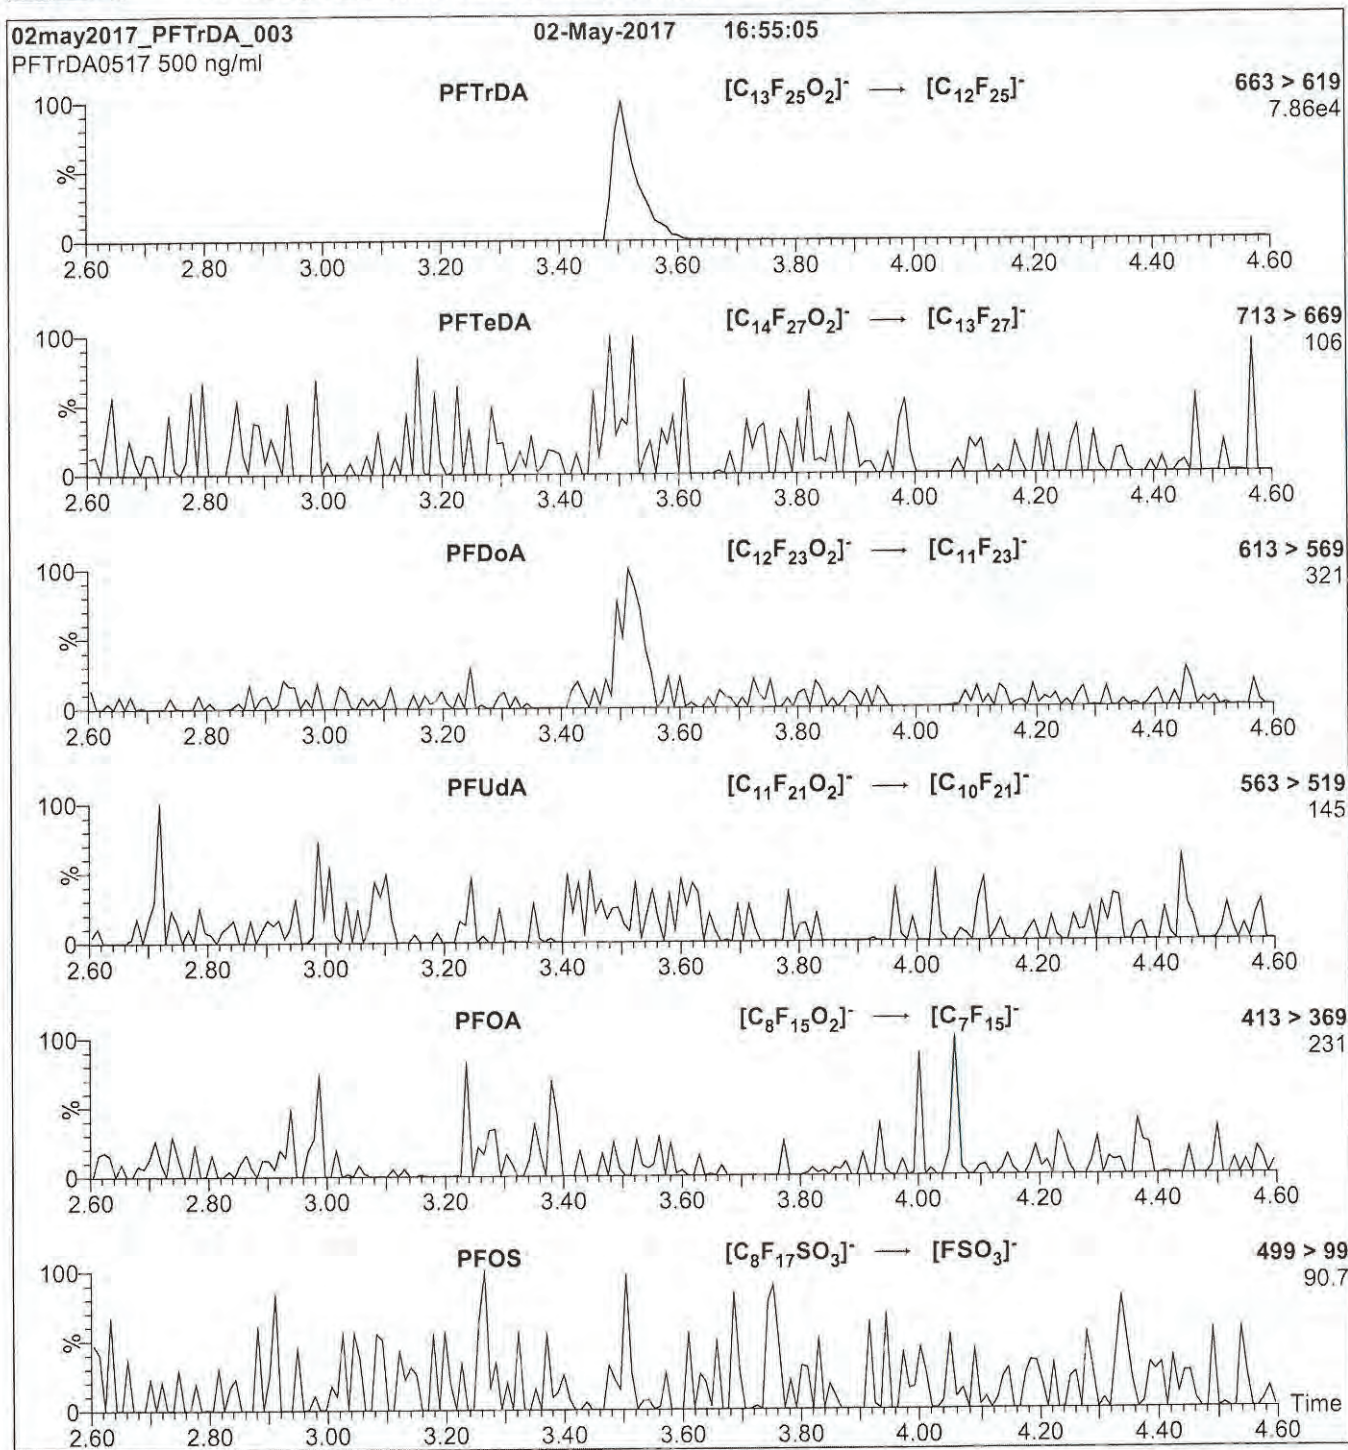 02may2017_PFTrDA_003 02-May-2017 16:55:05
PFTrDA0517 500 ng/ml
PFTrDA [C₁₃F₂₅O₂]⁻ → [C₁₂F₂₅]⁻ 663 > 619
7.86e4
100
%
0
2.60 2.80 3.00 3.20 3.40 3.60 3.80 4.00 4.20 4.40 4.60
PFTeDA [C₁₄F₂₇O₂]⁻ → [C₁₃F₂₇]⁻ 713 > 669
106
100
%
0
2.60 2.80 3.00 3.20 3.40 3.60 3.80 4.00 4.20 4.40 4.60
PFDoA [C₁₂F₂₃O₂]⁻ → [C₁₁F₂₃]⁻ 613 > 569
321
100
%
0
2.60 2.80 3.00 3.20 3.40 3.60 3.80 4.00 4.20 4.40 4.60
PFUdA [C₁₁F₂₁O₂]⁻ → [C₁₀F₂₁]⁻ 563 > 519
145
100
%
0
2.60 2.80 3.00 3.20 3.40 3.60 3.80 4.00 4.20 4.40 4.60
PFOA [C₈F₁₅O₂]⁻ → [C₇F₁₅]⁻ 413 > 369
231
100
%
0
2.60 2.80 3.00 3.20 3.40 3.60 3.80 4.00 4.20 4.40 4.60
PFOS [C₈F₁₇SO₃]⁻ → [FSO₃]⁻ 499 > 99
90.7
100
%
0
Time
2.60 2.80 3.00 3.20 3.40 3.60 3.80 4.00 4.20 4.40 4.60